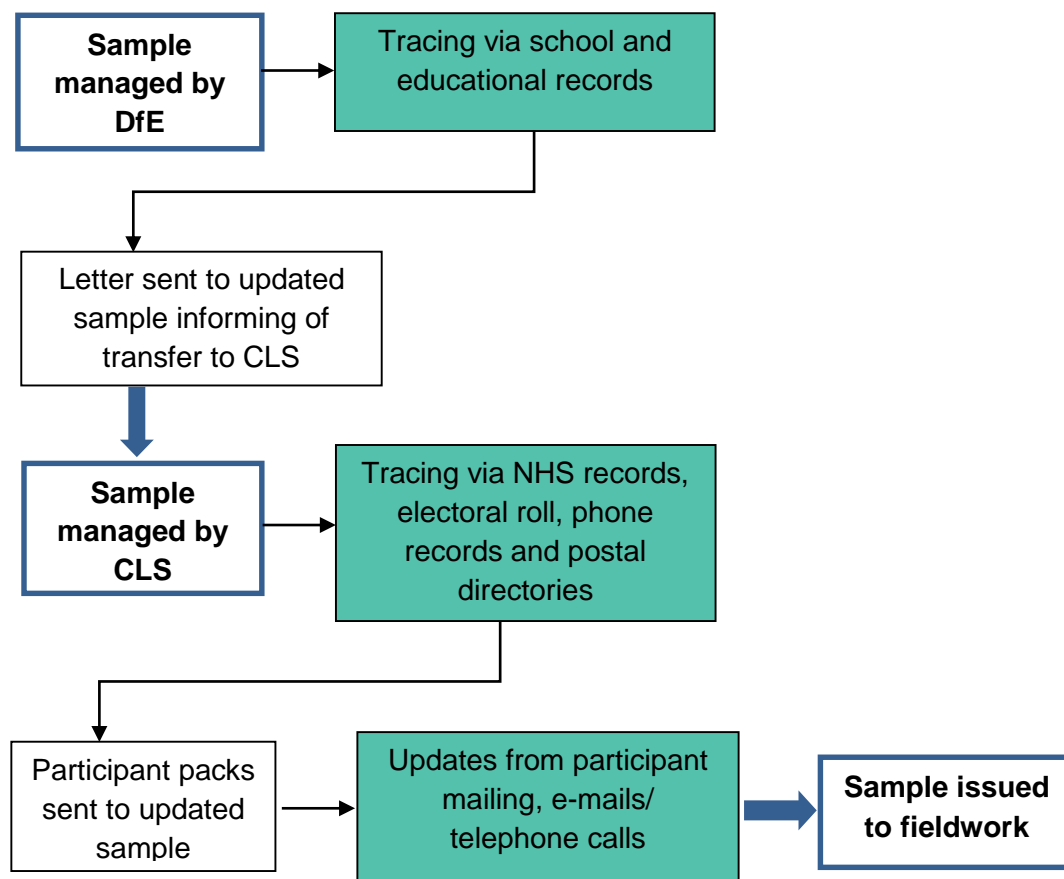 Sample
managed by
DfE
Tracing via school and
educational records
Letter sent to updated
sample informing of
transfer to CLS
Sample
managed by
CLS
Tracing via NHS records,
electoral roll, phone
records and postal
directories
Participant packs
sent to updated
sample
Updates from participant
mailing, e-mails/
telephone calls
Sample issued
to fieldwork